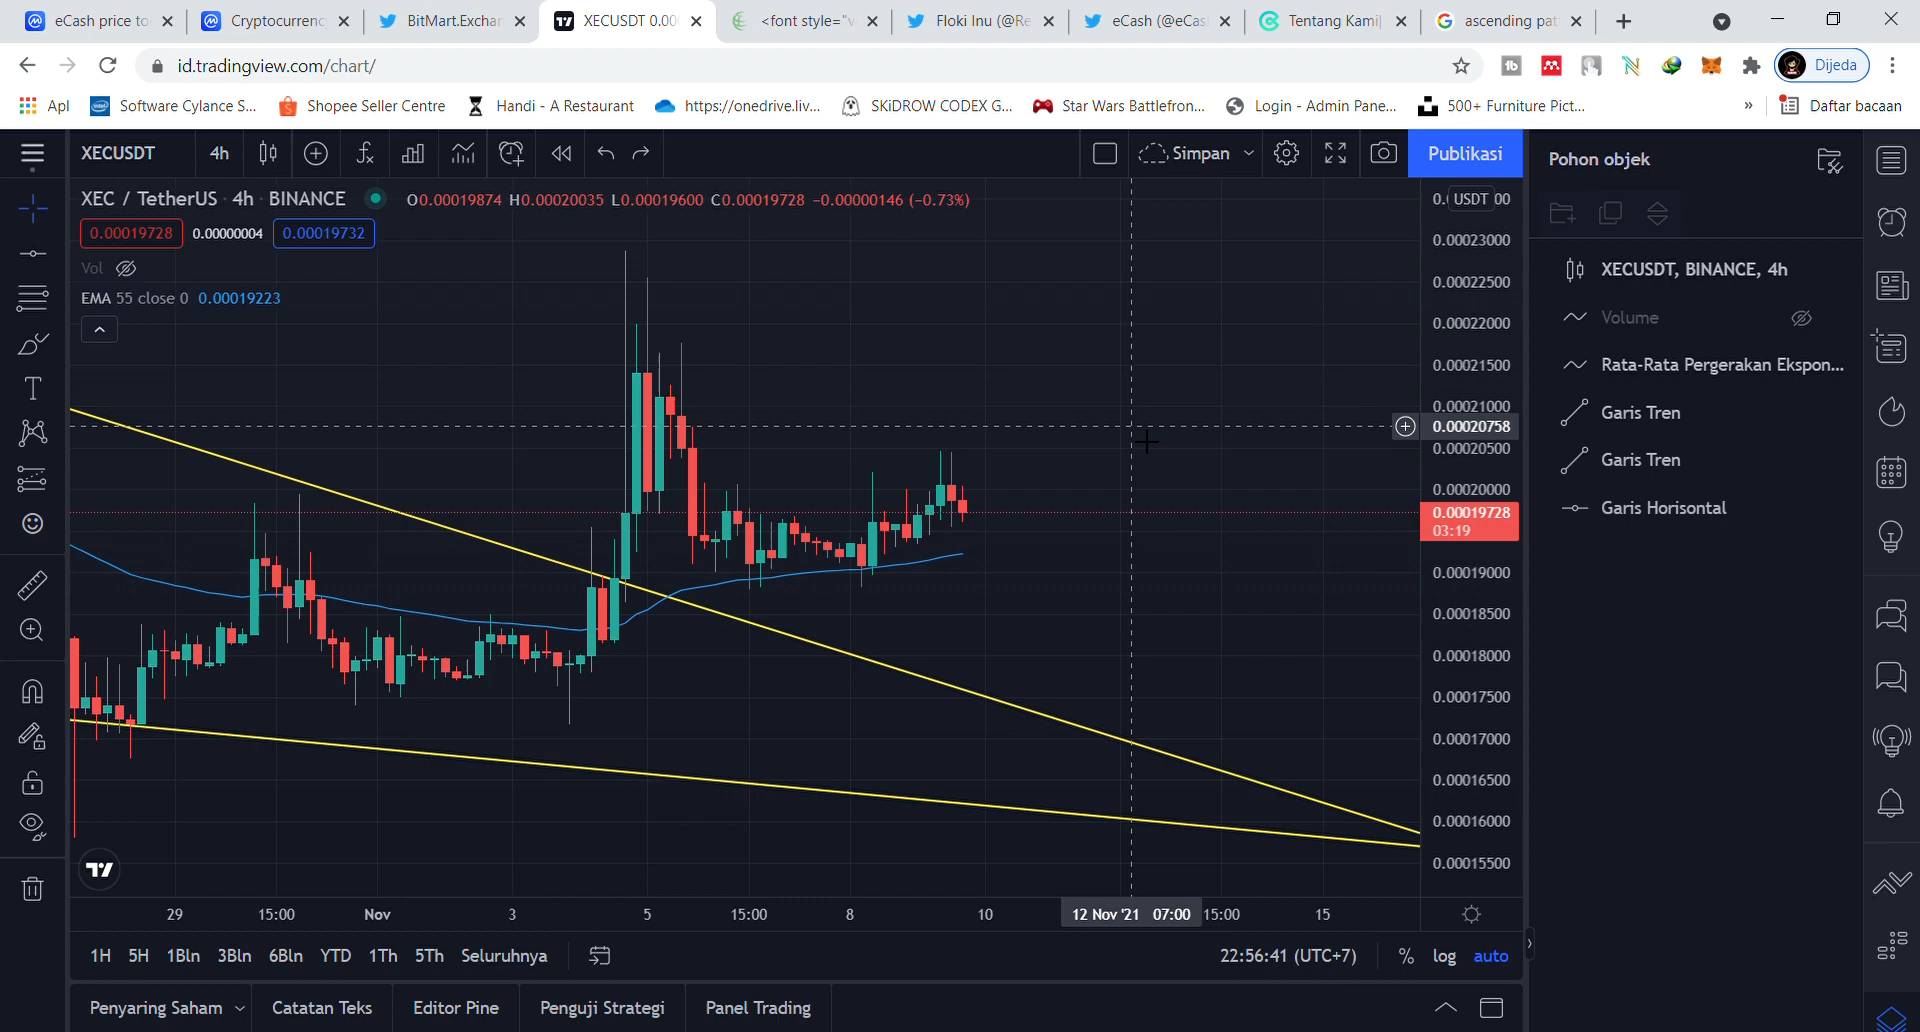 eCash price to
Cryptocurrenc
BitMart.Exchan
XECUSDT 0.00
<font style="v
Floki Inu (@Re
eCash (@eCas
Tentang Kami|
ascending pat
id.tradingview.com/chart/
Dijeda
Apl
Software Cylance S...
Shopee Seller Centre
Handi - A Restaurant
https://onedrive.liv...
SKiDROW CODEX G...
Star Wars Battlefron...
Login - Admin Pane...
500+ Furniture Pict...
»
Daftar bacaan
XECUSDT
4h
Simpan
Publikasi
Pohon objek
XEC / TetherUS · 4h · BINANCE
O0.00019874 H0.00020035 L0.00019600 C0.00019728 −0.00000146 (−0.73%)
USDT
0.00019728
0.00000004
0.00019732
Vol
EMA 55 close 0 0.00019223
0.00023000
0.00022500
0.00022000
0.00021500
0.00021000
0.00020758
0.00020500
0.00020000
0.00019728
03:19
0.00019000
0.00018500
0.00018000
0.00017500
0.00017000
0.00016500
0.00016000
0.00015500
XECUSDT, BINANCE, 4h
Volume
Rata-Rata Pergerakan Ekspon...
Garis Tren
Garis Tren
Garis Horisontal
29
15:00
Nov
3
5
15:00
8
10
12 Nov '21 07:00
15:00
15
1H
5H
1Bln
3Bln
6Bln
YTD
1Th
5Th
Seluruhnya
22:56:41 (UTC+7)
%
log
auto
Penyaring Saham
Catatan Teks
Editor Pine
Penguji Strategi
Panel Trading